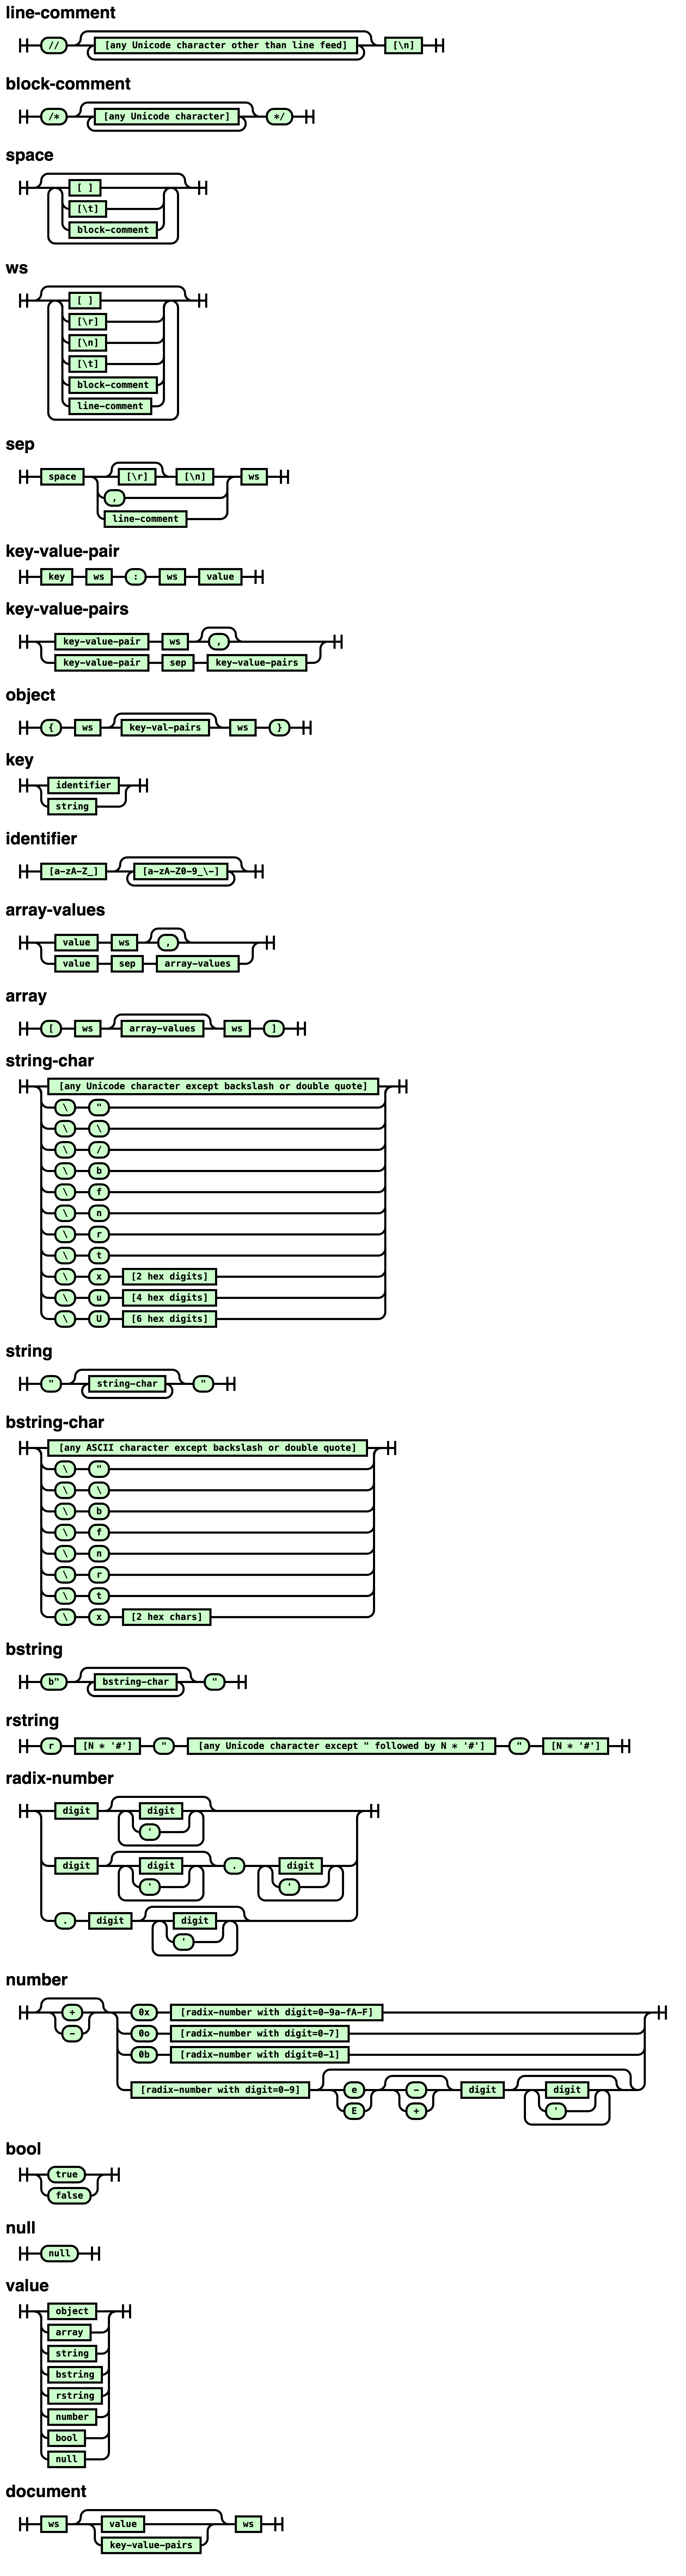 line-comment
// [any Unicode character other than line feed] [\n]
block-comment
/* [any Unicode character] */
space
[ ]
[\t]
block-comment
ws
[ ]
[\r]
[\n]
[\t]
block-comment
line-comment
sep
space [\r] [\n] ws
,
line-comment
key-value-pair
key ws : ws value
key-value-pairs
key-value-pair ws ,
key-value-pair sep key-value-pairs
object
{ ws key-val-pairs ws }
key
identifier
string
identifier
[a-zA-Z_] [a-zA-Z0-9_\-]
array-values
value ws ,
value sep array-values
array
[ ws array-values ws ]
string-char
[any Unicode character except backslash or double quote]
\ "
\ \
\ /
\ b
\ f
\ n
\ r
\ t
\ x [2 hex digits]
\ u [4 hex digits]
\ U [6 hex digits]
string
" string-char "
bstring-char
[any ASCII character except backslash or double quote]
\ "
\ \
\ b
\ f
\ n
\ r
\ t
\ x [2 hex chars]
bstring
b" bstring-char "
rstring
r [N * '#'] " [any Unicode character except " followed by N * '#'] " [N * '#']
radix-number
digit digit
'
digit digit . digit
' '
. digit digit
'
number
+ 0x [radix-number with digit=0-9a-fA-F]
- 0o [radix-number with digit=0-7]
0b [radix-number with digit=0-1]
[radix-number with digit=0-9] e - digit digit
E + '
bool
true
false
null
null
value
object
array
string
bstring
rstring
number
bool
null
document
ws value ws
key-value-pairs